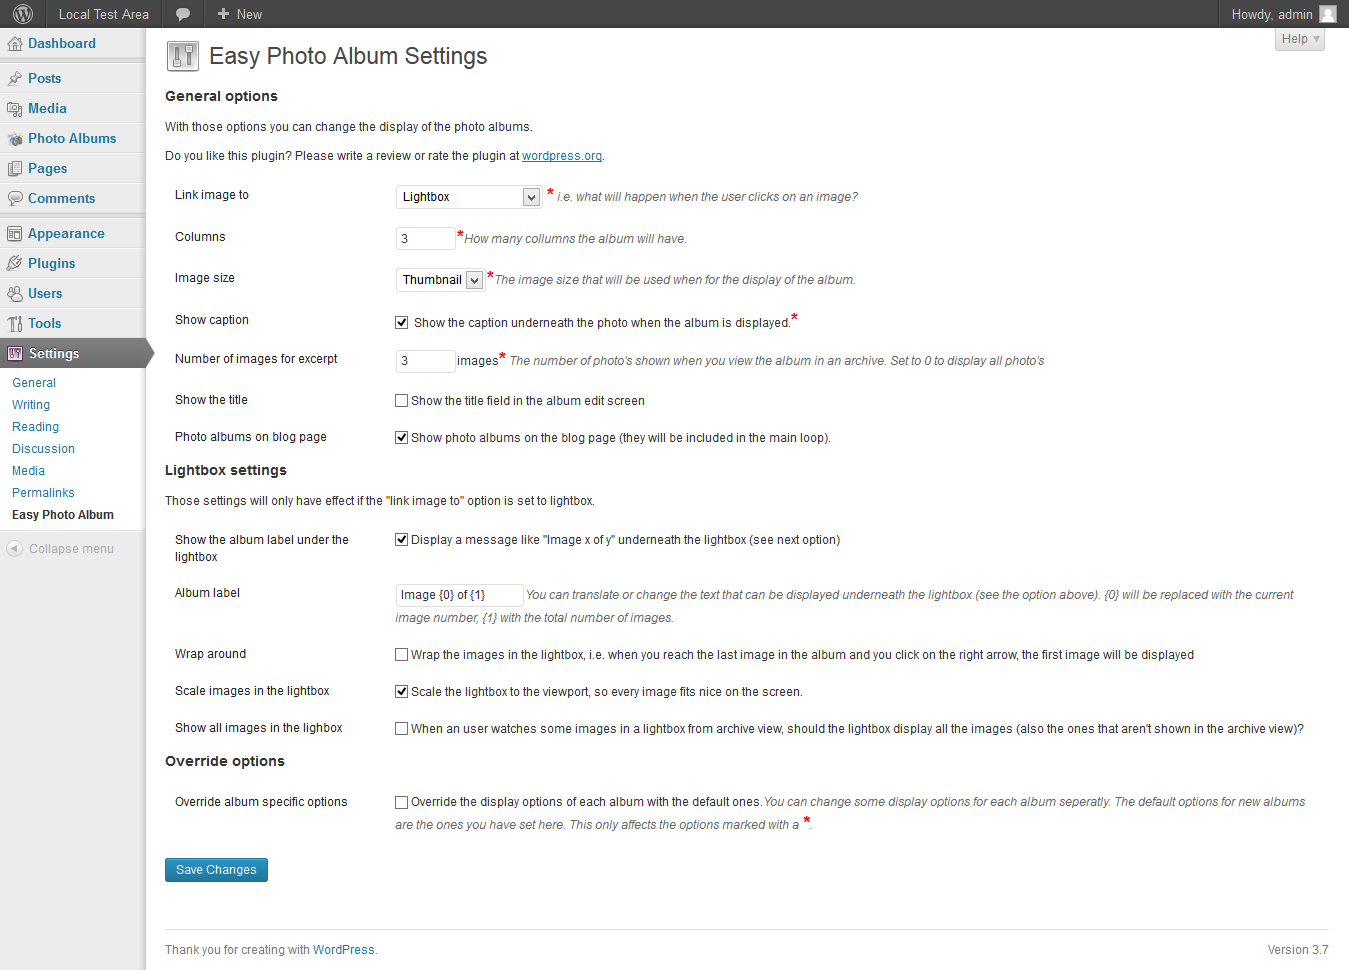 Local Test Area
New
Howdy, admin
Help
Dashboard
Posts
Media
Photo Albums
Pages
Comments
Appearance
Plugins
Users
Tools
Settings
General
Writing
Reading
Discussion
Media
Permalinks
Easy Photo Album
Collapse menu
Easy Photo Album Settings
General options
With those options you can change the display of the photo albums.
Do you like this plugin? Please write a review or rate the plugin at wordpress.org.
Link image to
Lightbox
* i.e. what will happen when the user clicks on an image?
Columns
3
*How many collumns the album will have.
Image size
Thumbnail
*The image size that will be used when for the display of the album.
Show caption
Show the caption underneath the photo when the album is displayed.*
Number of images for excerpt
3
images* The number of photo's shown when you view the album in an archive. Set to 0 to display all photo's
Show the title
Show the title field in the album edit screen
Photo albums on blog page
Show photo albums on the blog page (they will be included in the main loop).
Lightbox settings
Those settings will only have effect if the "link image to" option is set to lightbox.
Show the album label under the
lightbox
Display a message like "Image x of y" underneath the lightbox (see next option)
Album label
Image {0} of {1}
You can translate or change the text that can be displayed underneath the lightbox (see the option above). {0} will be replaced with the current
image number, {1} with the total number of images.
Wrap around
Wrap the images in the lightbox, i.e. when you reach the last image in the album and you click on the right arrow, the first image will be displayed
Scale images in the lightbox
Scale the lightbox to the viewport, so every image fits nice on the screen.
Show all images in the lighbox
When an user watches some images in a lightbox from archive view, should the lightbox display all the images (also the ones that aren't shown in the archive view)?
Override options
Override album specific options
Override the display options of each album with the default ones. You can change some display options for each album seperatly. The default options for new albums
are the ones you have set here. This only affects the options marked with a *.
Save Changes
Thank you for creating with WordPress.
Version 3.7